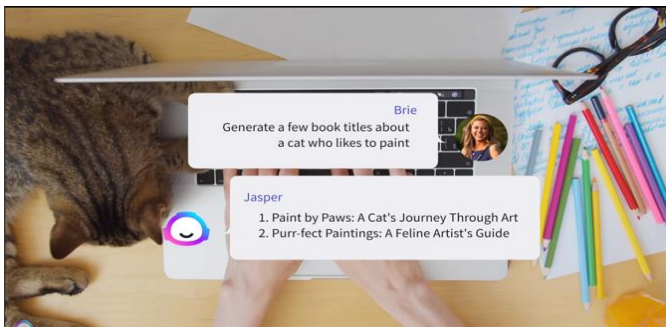 Brie
Generate a few book titles about
a cat who likes to paint
Jasper
1. Paint by Paws: A Cat's Journey Through Art
2. Purr-fect Paintings: A Feline Artist's Guide